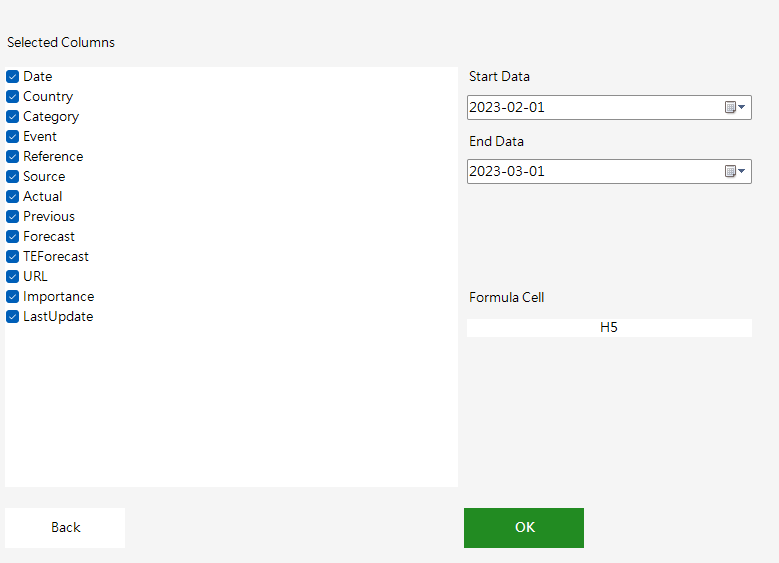 Selected Columns
Date
Country
Category
Event
Reference
Source
Actual
Previous
Forecast
TEForecast
URL
Importance
LastUpdate
Start Data
2023-02-01
End Data
2023-03-01
Formula Cell
H5
Back
OK